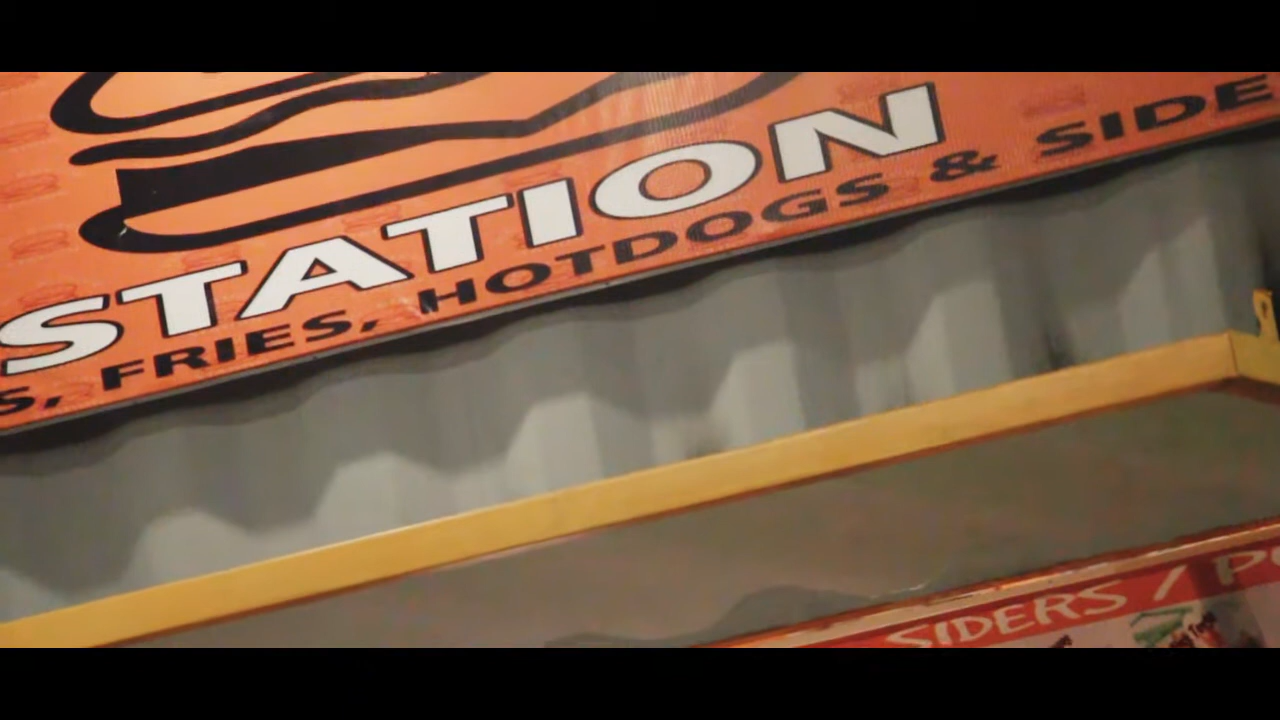 STATION
S, FRIES, HOTDOGS & SIDE
SIDERS / P